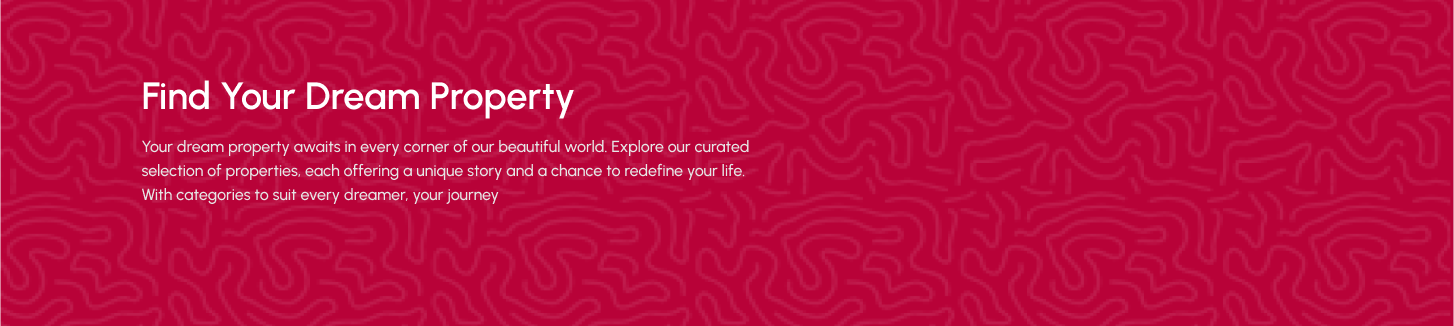 Find Your Dream Property
Your dream property awaits in every corner of our beautiful world. Explore our curated
selection of properties, each offering a unique story and a chance to redefine your life.
With categories to suit every dreamer, your journey